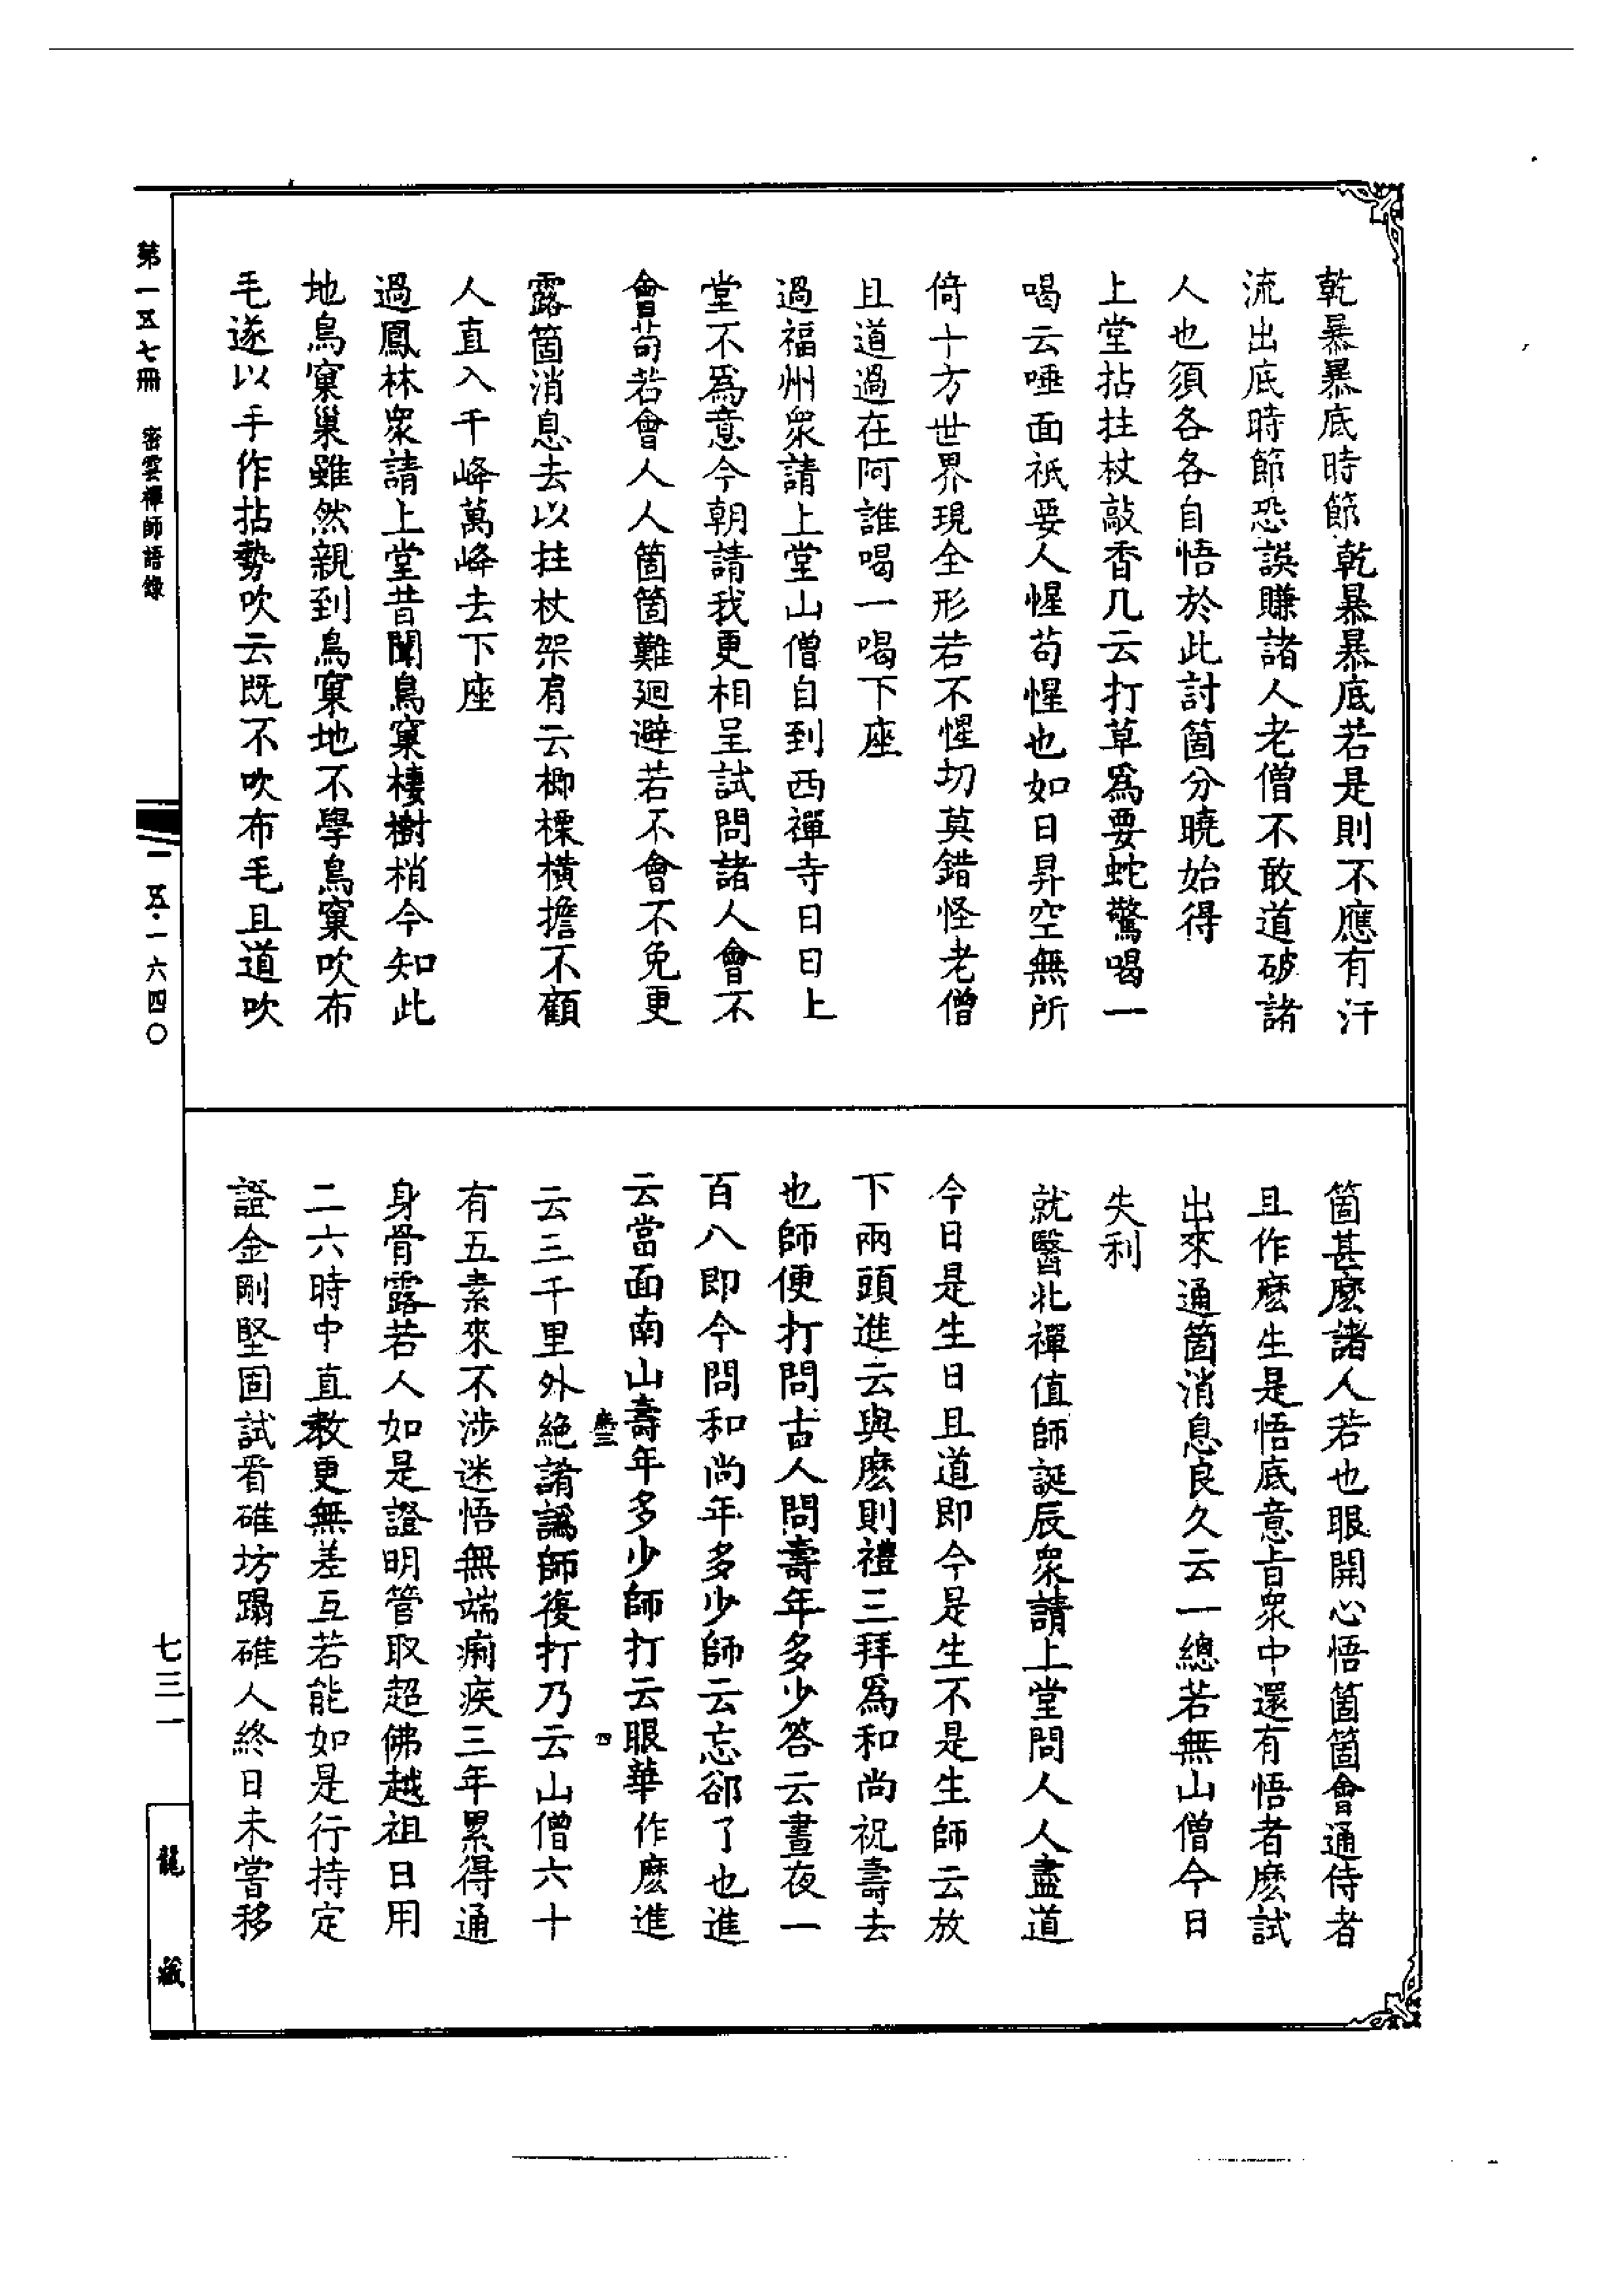 乾暴暴底時節乾暴暴底若是則不應有汗
流出底時節恐誤賺諸人老僧不敢道破諸
人也須各各自悟於此討箇分曉始得
上堂拈拄杖敲香几云打草爲要蛇驚喝一
喝云唾面祇要人惺苟惺也如日昇空無所
倚十方世界現全形若不惺切莫錯怪老僧
且道過在阿誰喝一喝下座
過福州衆請上堂山僧自到西禪寺日日上
堂不爲意今朝請我更相呈試問諸人會不
會苟若會人人箇箇難廻避若不會不免更
露箇消息去以拄杖架肩云楖樑橫擔不顧
人直入千峰萬峰去下座
過鳳林衆請上堂昔聞鳥窠棲樹梢今知此
地鳥窠巢雖然親到鳥窠地不學鳥窠吹布
毛遂以手作拈勢吹云既不吹布毛且道吹
箇甚麼諸人若也眼開心悟箇箇會通侍者
且作麽生是悟底意旨衆中還有悟者麽試
出來通箇消息良久云一總若無山僧今日
失利
就醫北禪值師誕辰衆請上堂問人人盡道
今日是生日且道即今是生不是生師云放
下兩頭進云與麽則禮三拜爲和尚祝壽去
也師便打問古人問壽年多少答云晝夜一
百八即今問和尚年多少師云忘卻了也進
云當面南山壽年多少師打云眼華作麽進
云三千里外絕誵譌師復打乃云山僧六十
有五素來不涉迷悟無端痢疾三年累得通
身骨露若人如是證明管取超佛越祖日用
二六時中直教更無差互若能如是行持定
證金剛堅固試看碓坊蹋碓人終日未嘗移
第一五七冊 密雲禪師語錄
一五·一六四〇
七三一
龍藏
四